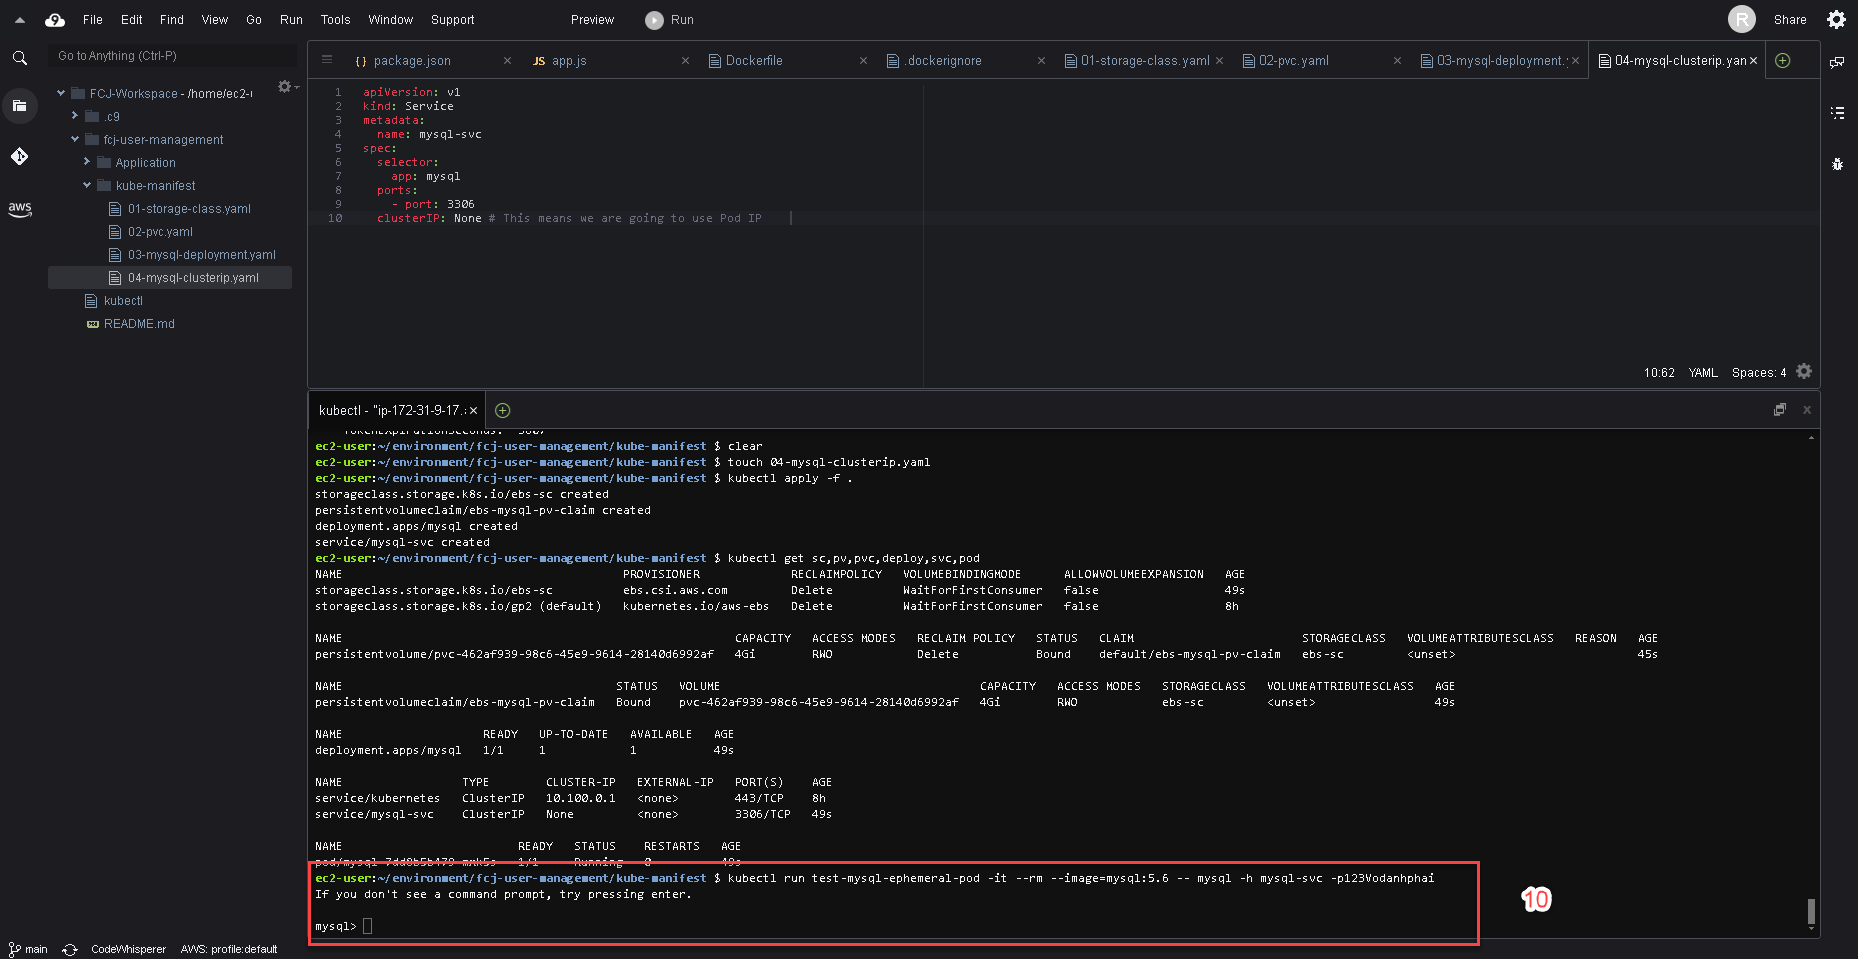 File Edit Find View Go Run Tools Window Support Preview Run R Share
Go to Anything (Ctrl-P)
FCJ-Workspace - /home/ec2-u
.c9
fcj-user-management
Application
kube-manifest
01-storage-class.yaml
02-pvc.yaml
03-mysql-deployment.yaml
04-mysql-clusterip.yaml
kubectl
README.md
aws
package.json JS app.js Dockerfile .dockerignore 01-storage-class.yaml 02-pvc.yaml 03-mysql-deployment. 04-mysql-clusterip.yan
1 apiVersion: v1
2 kind: Service
3 metadata:
4 name: mysql-svc
5 spec:
6 selector:
7 app: mysql
8 ports:
9 - port: 3306
10 clusterIP: None # This means we are going to use Pod IP
10:62 YAML Spaces: 4
kubectl - "ip-172-31-9-17.
TokenExpirationSeconds: 3607
ec2-user:~/environment/fcj-user-management/kube-manifest $ clear
ec2-user:~/environment/fcj-user-management/kube-manifest $ touch 04-mysql-clusterip.yaml
ec2-user:~/environment/fcj-user-management/kube-manifest $ kubectl apply -f .
storageclass.storage.k8s.io/ebs-sc created
persistentvolumeclaim/ebs-mysql-pv-claim created
deployment.apps/mysql created
service/mysql-svc created
ec2-user:~/environment/fcj-user-management/kube-manifest $ kubectl get sc,pv,pvc,deploy,svc,pod
NAME PROVISIONER RECLAIMPOLICY VOLUMEBINDINGMODE ALLOWVOLUMEEXPANSION AGE
storageclass.storage.k8s.io/ebs-sc ebs.csi.aws.com Delete WaitForFirstConsumer false 49s
storageclass.storage.k8s.io/gp2 (default) kubernetes.io/aws-ebs Delete WaitForFirstConsumer false 8h
NAME CAPACITY ACCESS MODES RECLAIM POLICY STATUS CLAIM STORAGECLASS VOLUMEATTRIBUTESCLASS REASON AGE
persistentvolume/pvc-462af939-98c6-45e9-9614-28140d6992af 4Gi RWO Delete Bound default/ebs-mysql-pv-claim ebs-sc <unset> 45s
NAME STATUS VOLUME CAPACITY ACCESS MODES STORAGECLASS VOLUMEATTRIBUTESCLASS AGE
persistentvolumeclaim/ebs-mysql-pv-claim Bound pvc-462af939-98c6-45e9-9614-28140d6992af 4Gi RWO ebs-sc <unset> 49s
NAME READY UP-TO-DATE AVAILABLE AGE
deployment.apps/mysql 1/1 1 1 49s
NAME TYPE CLUSTER-IP EXTERNAL-IP PORT(S) AGE
service/kubernetes ClusterIP 10.100.0.1 <none> 443/TCP 8h
service/mysql-svc ClusterIP None <none> 3306/TCP 49s
NAME READY STATUS RESTARTS AGE
1/1 Running 0 49s
ec2-user:~/environment/fcj-user-management/kube-manifest $ kubectl run test-mysql-ephemeral-pod -it --rm --image=mysql:5.6 -- mysql -h mysql-svc -p123Vodanhphai
If you don't see a command prompt, try pressing enter.
mysql>
10
main CodeWhisperer AWS: profile:default